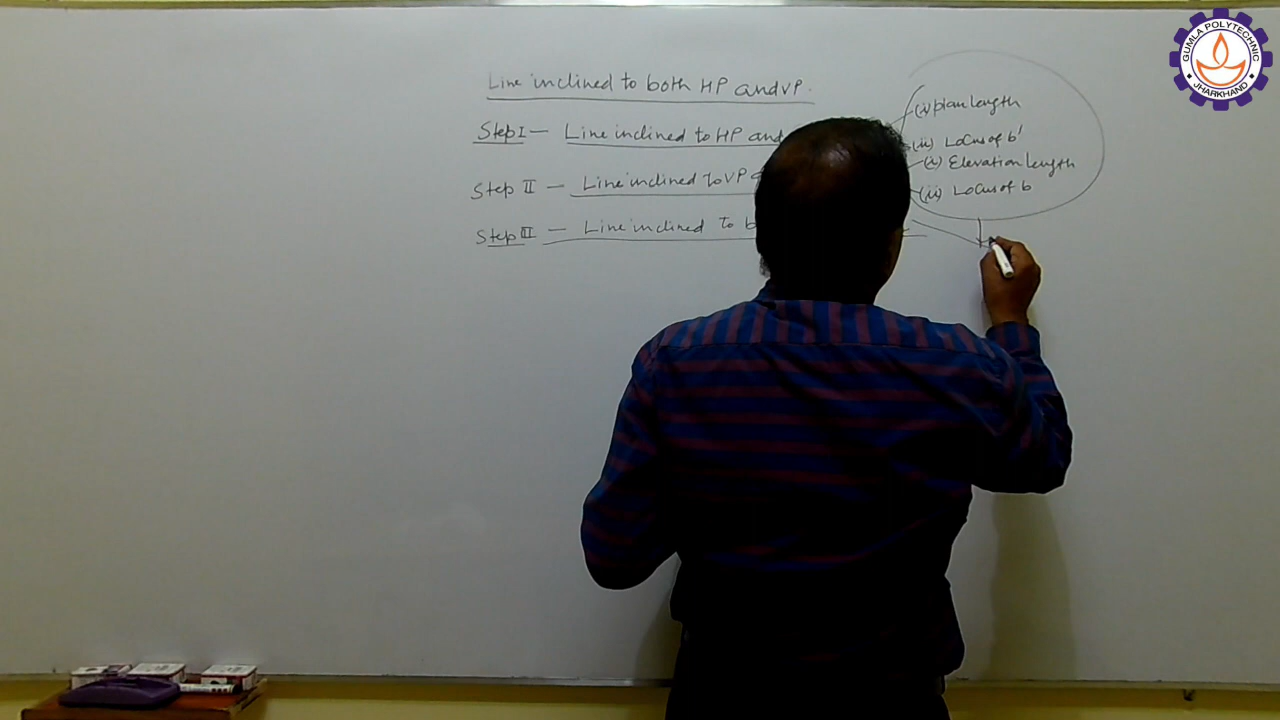 Line inclined to both HP and VP.
Step I — Line inclined to HP and
(i) plan length
(ii) Locus of b'
Step II — Line inclined to VP
(i) Elevation length
(ii) Locus of b
Step III — Line inclined to b
GUMLA POLYTECHNIC
JHARKHAND